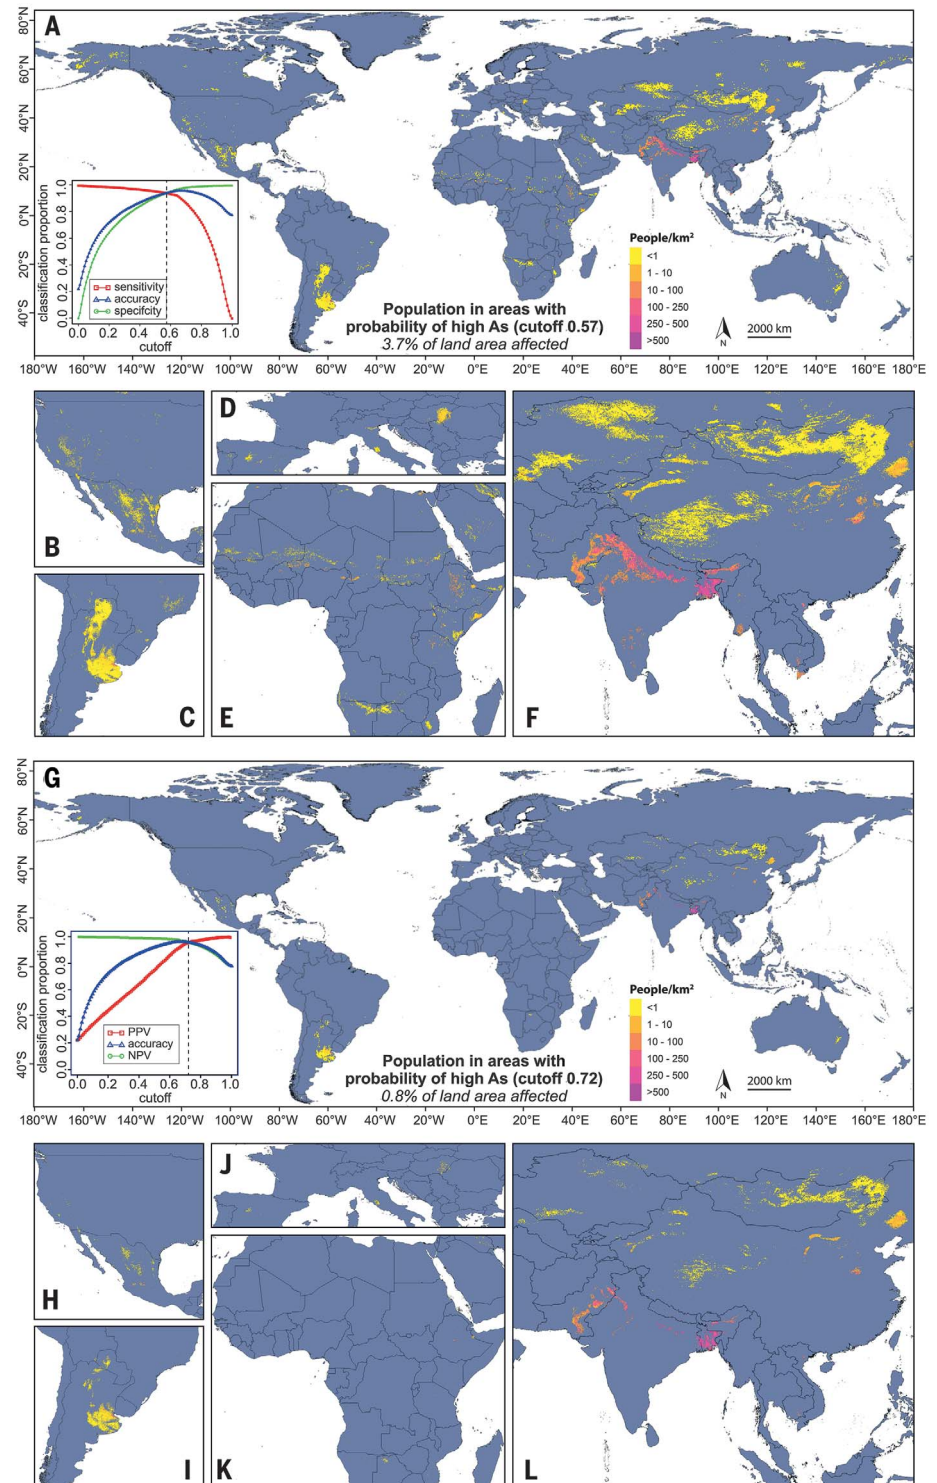 A
80°N
60°N
40°N
20°N
0°N
20°S
40°S
classification proportion
1.0
0.8
0.6
0.4
0.2
0.0
sensitivity
accuracy
specifcity
0.0 0.2 0.4 0.6 0.8 1.0
cutoff
Population in areas with
probability of high As (cutoff 0.57)
3.7% of land area affected
People/km²
<1
1 - 10
10 - 100
100 - 250
250 - 500
>500
N
2000 km
180°W 160°W 140°W 120°W 100°W 80°W 60°W 40°W 20°W 0°E 20°E 40°E 60°E 80°E 100°E 120°E 140°E 160°E 180°E
B
C
D
E
F
G
80°N
60°N
40°N
20°N
0°N
20°S
40°S
classification proportion
1.0
0.8
0.6
0.4
0.2
0.0
PPV
accuracy
NPV
0.0 0.2 0.4 0.6 0.8 1.0
cutoff
Population in areas with
probability of high As (cutoff 0.72)
0.8% of land area affected
People/km²
<1
1 - 10
10 - 100
100 - 250
250 - 500
>500
N
2000 km
180°W 160°W 140°W 120°W 100°W 80°W 60°W 40°W 20°W 0°E 20°E 40°E 60°E 80°E 100°E 120°E 140°E 160°E 180°E
H
I
J
K
L